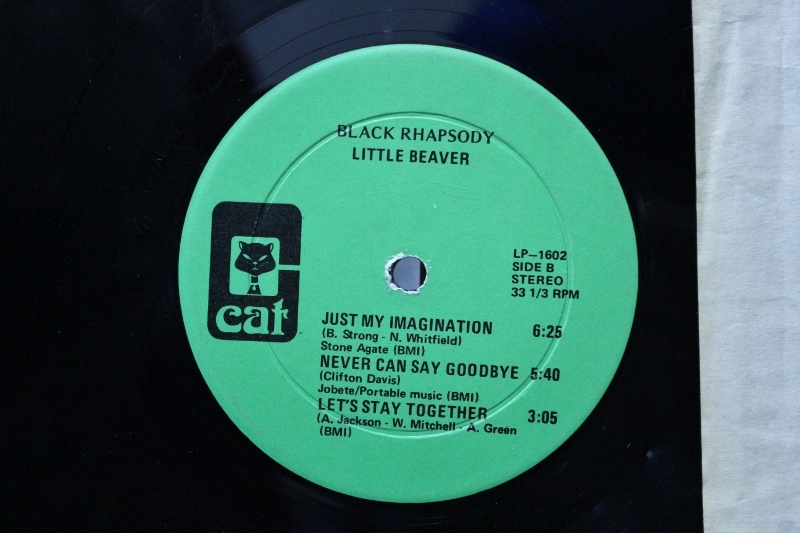 BLACK RHAPSODY
LITTLE BEAVER
cat
LP-1602
SIDE B
STEREO
33 1/3 RPM
JUST MY IMAGINATION 6:25
(B. Strong - N. Whitfield)
Stone Agate (BMI)
NEVER CAN SAY GOODBYE 5:40
(Clifton Davis)
Jobete/Portable music (BMI)
LET'S STAY TOGETHER 3:05
(A. Jackson - W. Mitchell - A. Green
(BMI)